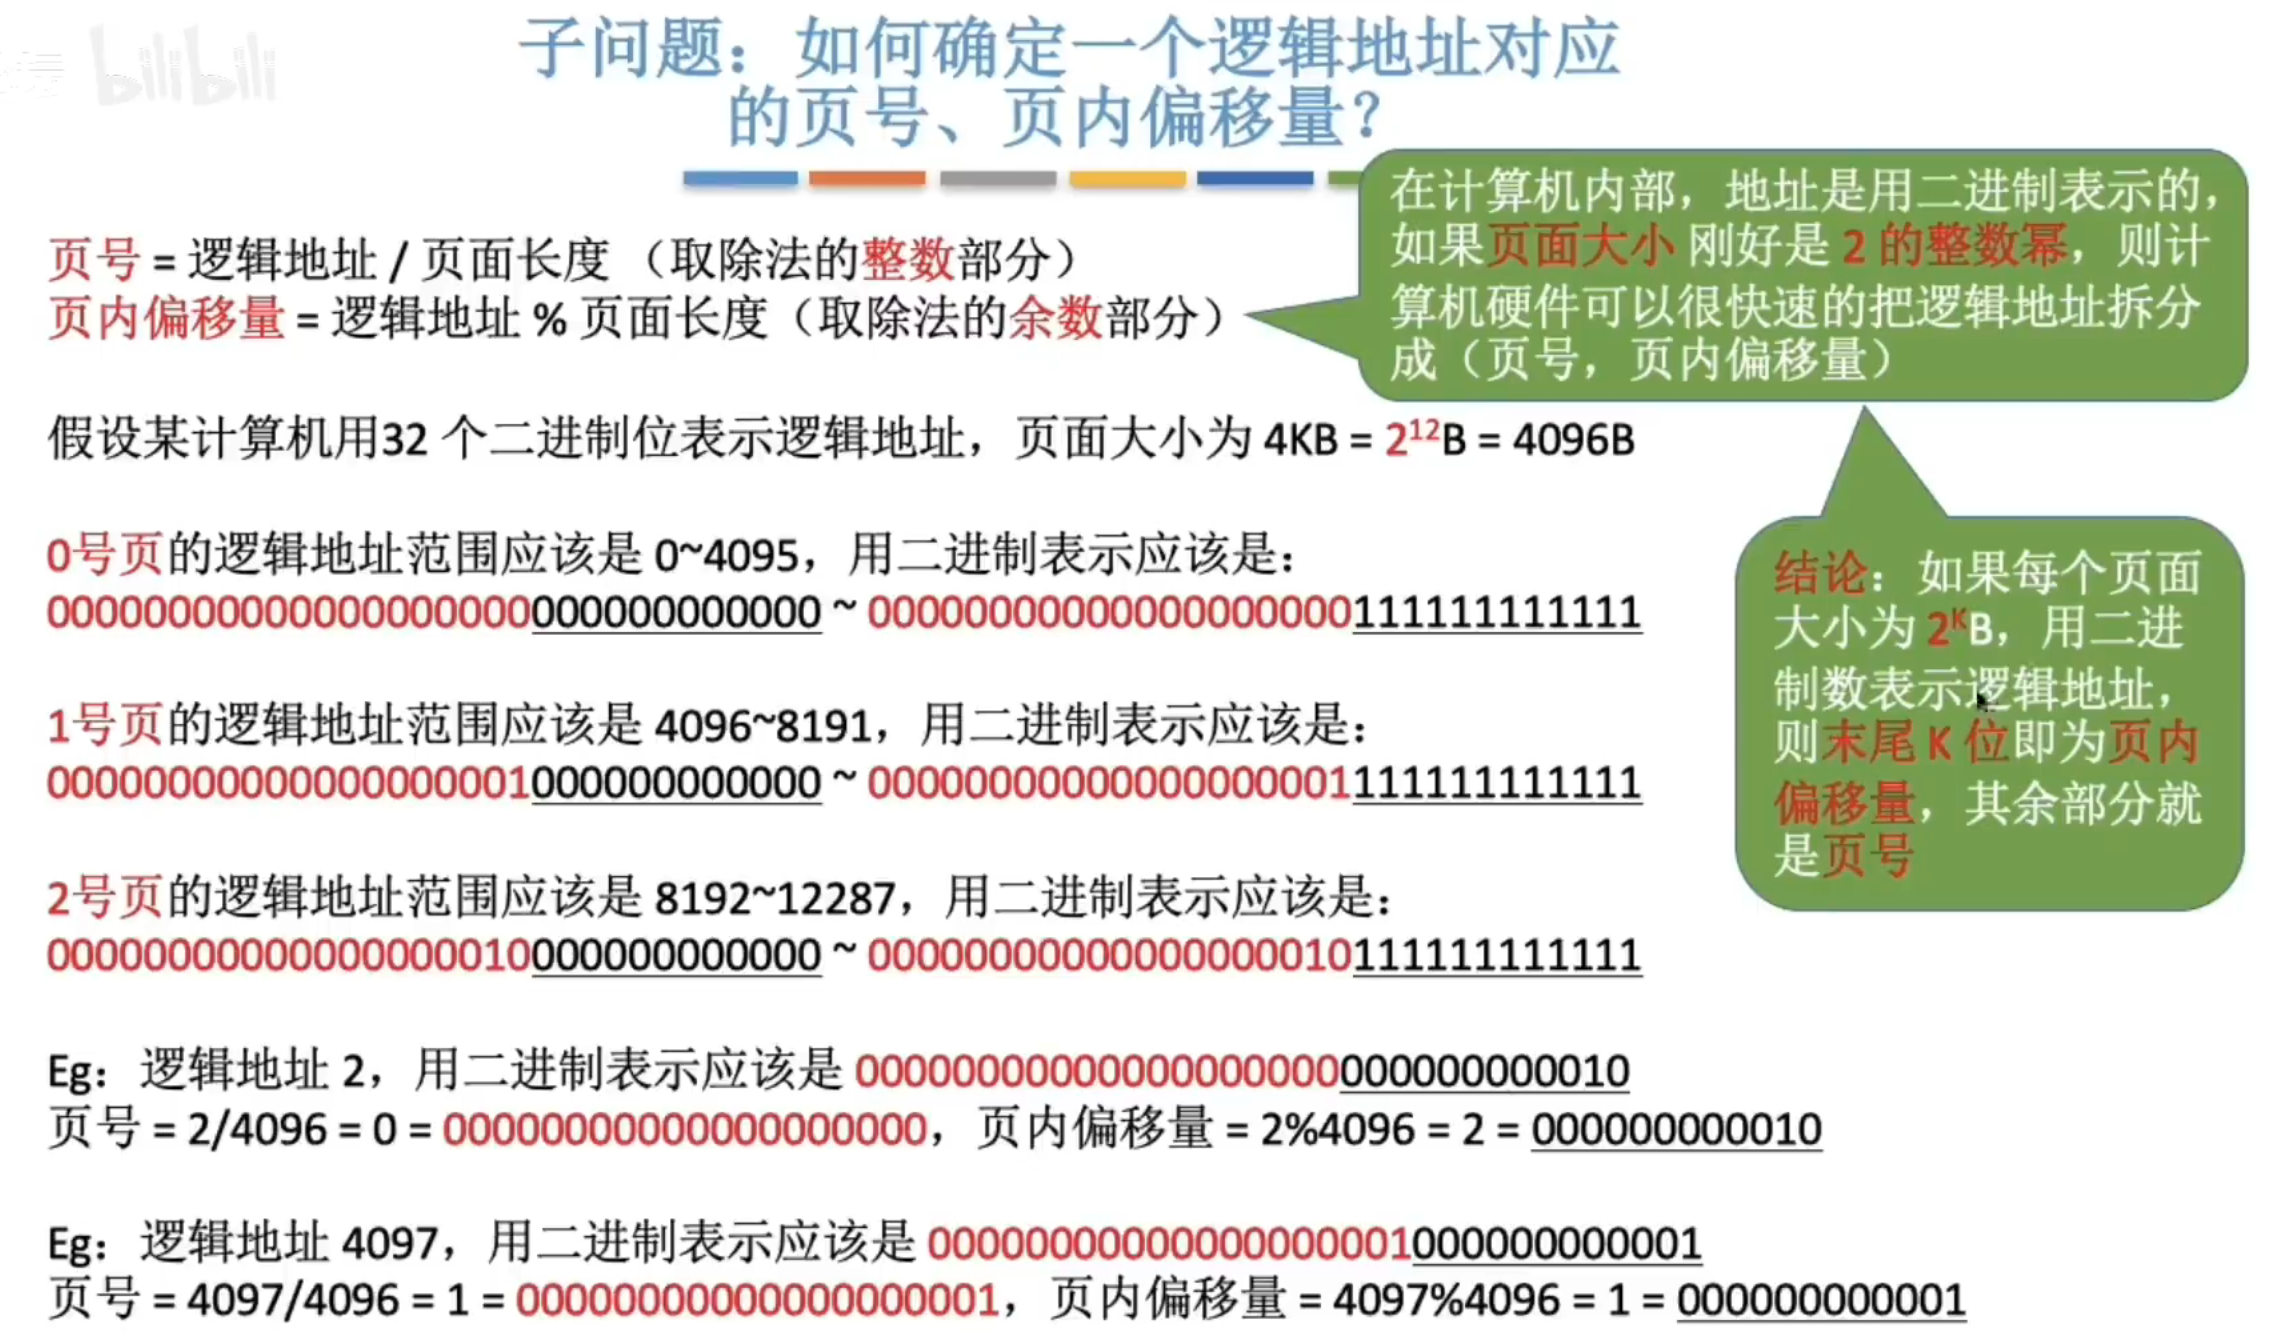 bilibili
子问题：如何确定一个逻辑地址对应
的页号、页内偏移量？
在计算机内部，地址是用二进制表示的，
如果页面大小 刚好是 2 的整数幂，则计
算机硬件可以很快速的把逻辑地址拆分
成（页号，页内偏移量）
页号 = 逻辑地址 / 页面长度 （取除法的整数部分）
页内偏移量 = 逻辑地址 % 页面长度（取除法的余数部分）
假设某计算机用32 个二进制位表示逻辑地址，页面大小为 4KB = 2¹²B = 4096B
0号页的逻辑地址范围应该是 0~4095，用二进制表示应该是：
00000000000000000000000000000000 ~ 00000000000000000000111111111111
1号页的逻辑地址范围应该是 4096~8191，用二进制表示应该是：
00000000000000000001000000000000 ~ 00000000000000000001111111111111
2号页的逻辑地址范围应该是 8192~12287，用二进制表示应该是：
00000000000000000010000000000000 ~ 00000000000000000010111111111111
结论：如果每个页面
大小为 2ᴷB，用二进
制数表示逻辑地址，
则末尾 K 位即为页内
偏移量，其余部分就
是页号
Eg：逻辑地址 2，用二进制表示应该是 00000000000000000000000000000010
页号 = 2/4096 = 0 = 00000000000000000000，页内偏移量 = 2%4096 = 2 = 000000000010
Eg：逻辑地址 4097，用二进制表示应该是 00000000000000000001000000000001
页号 = 4097/4096 = 1 = 00000000000000000001，页内偏移量 = 4097%4096 = 1 = 000000000001